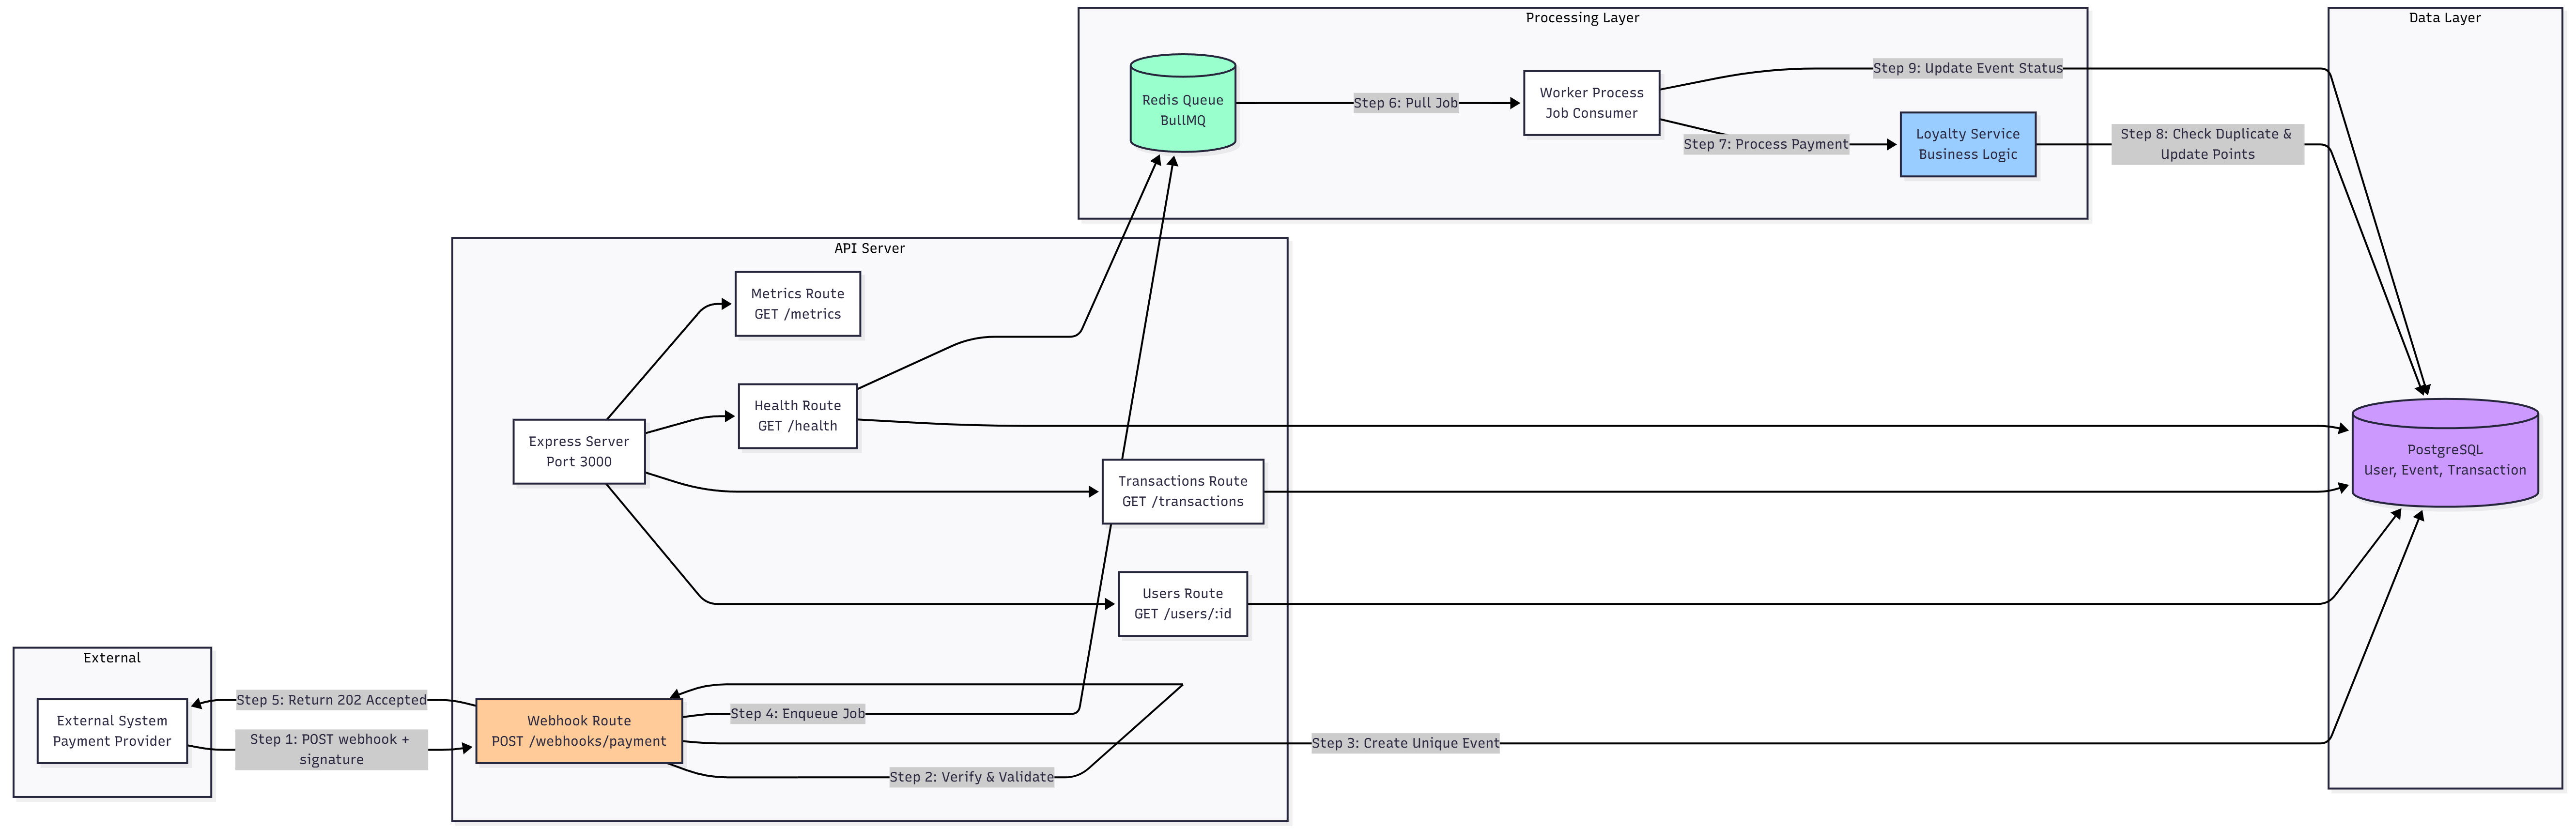 Processing Layer
Data Layer
Redis Queue
BullMQ
Step 6: Pull Job
Worker Process
Job Consumer
Step 9: Update Event Status
Step 7: Process Payment
Loyalty Service
Business Logic
Step 8: Check Duplicate &
Update Points
API Server
Metrics Route
GET /metrics
Health Route
GET /health
Express Server
Port 3000
Transactions Route
GET /transactions
Users Route
GET /users/:id
PostgreSQL
User, Event, Transaction
External
External System
Payment Provider
Step 5: Return 202 Accepted
Step 1: POST webhook +
signature
Webhook Route
POST /webhooks/payment
Step 4: Enqueue Job
Step 3: Create Unique Event
Step 2: Verify & Validate